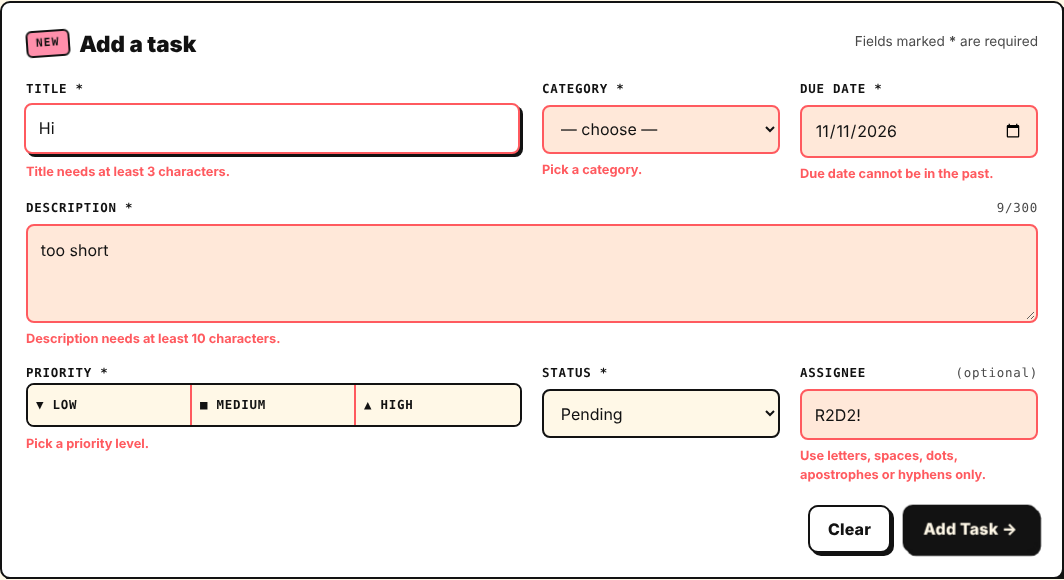 NEW Add a task Fields marked * are required
TITLE * CATEGORY * DUE DATE *
Hi — choose — 11/11/2026
Title needs at least 3 characters. Pick a category. Due date cannot be in the past.
DESCRIPTION * 9/300
too short
Description needs at least 10 characters.
PRIORITY * STATUS * ASSIGNEE (optional)
▼ LOW ■ MEDIUM ▲ HIGH Pending R2D2!
Pick a priority level. Use letters, spaces, dots,
apostrophes or hyphens only.
Clear Add Task →